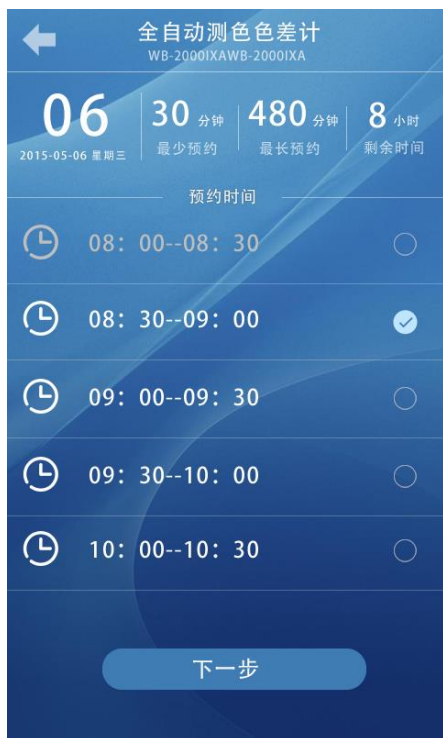 全自动测色色差计
WB-2000IXAWB-2000IXA
06 30 分钟 480 分钟 8 小时
2015-05-06 星期三 最少预约 最长预约 剩余时间
预约时间
08：00--08：30
08：30--09：00
09：00--09：30
09：30--10：00
10：00--10：30
下一步